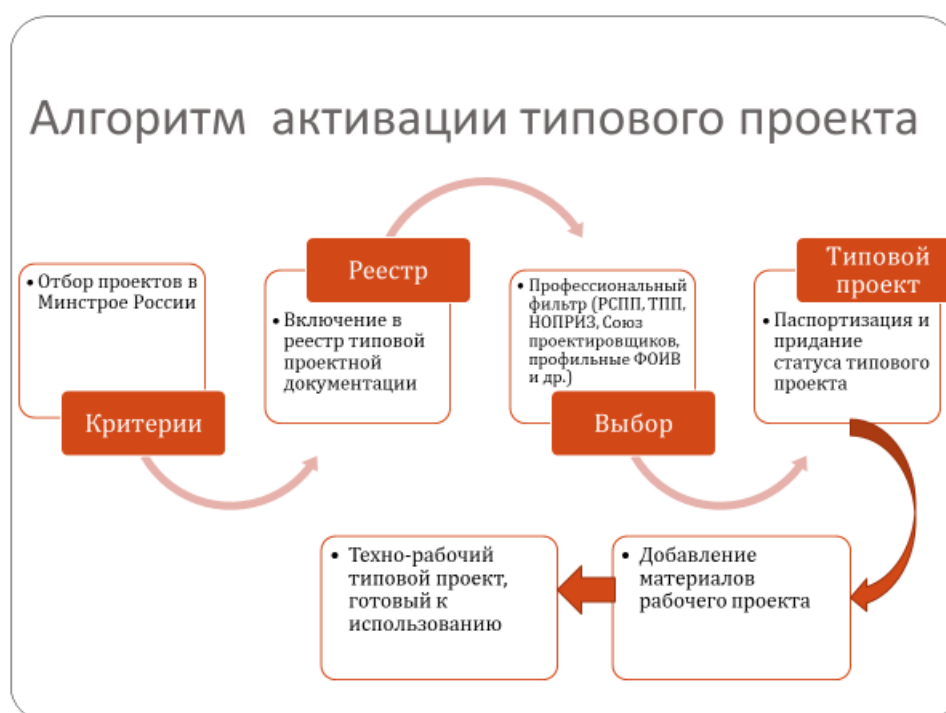 Алгоритм активации типового проекта
• Отбор проектов в
Минстрое России
Критерии
Реестр
• Включение в
реестр типовой
проектной
документации
• Профессиональный
фильтр (РСПП, ТПП,
НОПРИЗ, Союз
проектировщиков,
профильные ФОИВ
и др.)
Выбор
Типовой
проект
• Паспортизация и
придание
статуса типового
проекта
• Добавление
материалов
рабочего проекта
• Техно-рабочий
типовой проект,
готовый к
использованию